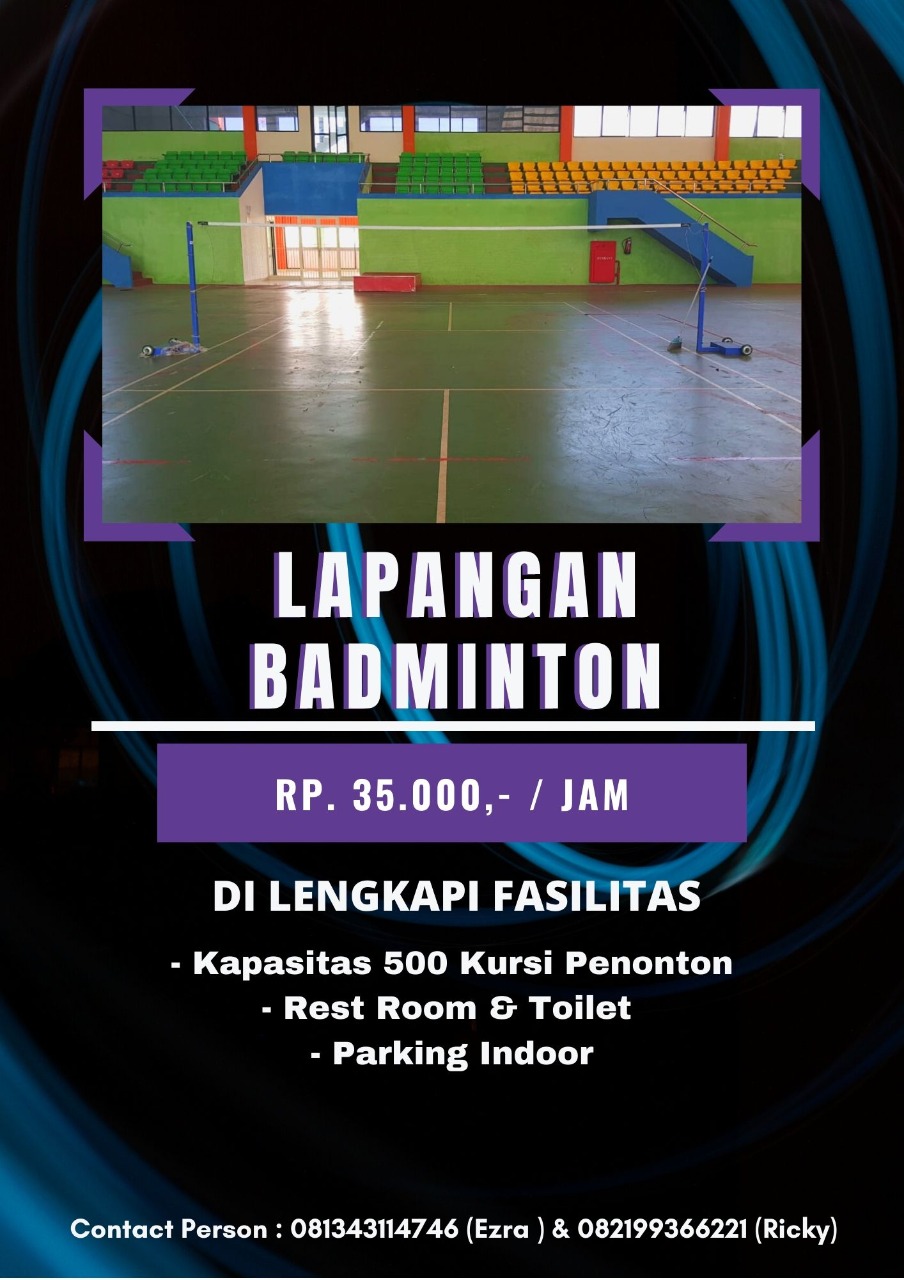 LAPANGAN
BADMINTON
RP. 35.000,- / JAM
DI LENGKAPI FASILITAS
- Kapasitas 500 Kursi Penonton
- Rest Room & Toilet
- Parking Indoor
Contact Person : 081343114746 (Ezra ) & 082199366221 (Ricky)